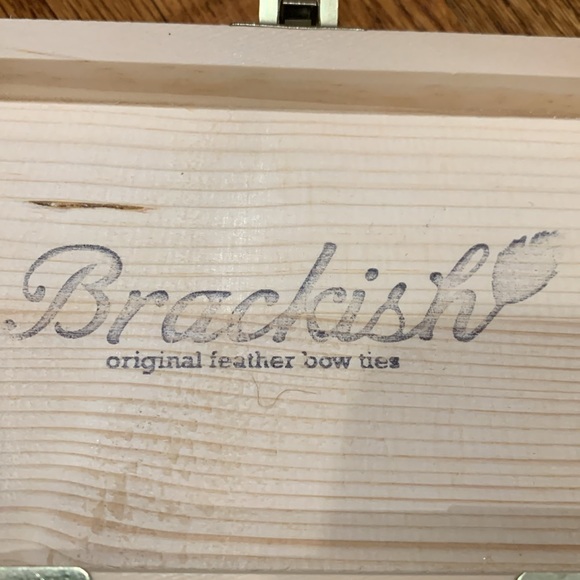 Brackish
original feather bow ties